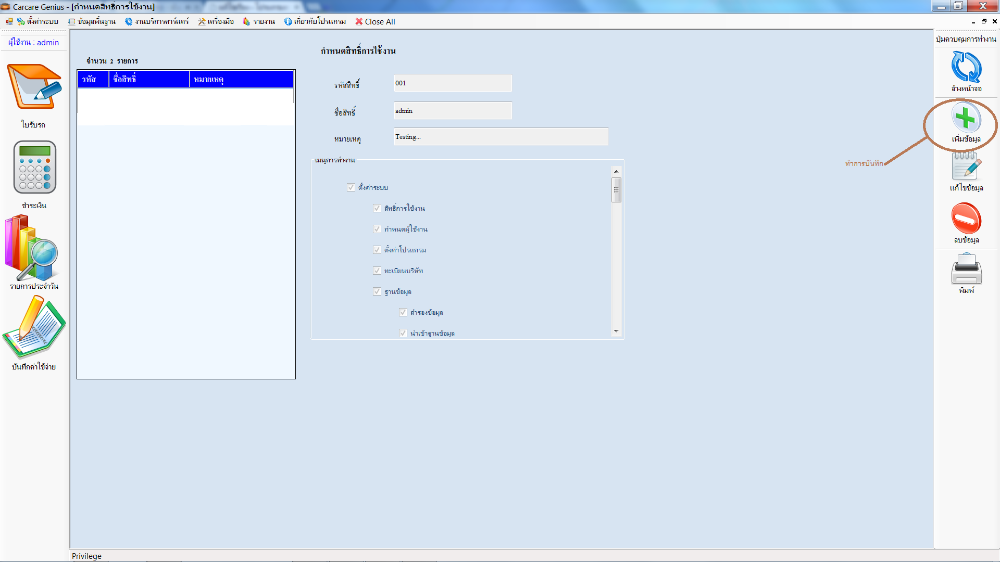 Carcare Genius - [กำหนดสิทธิ์การใช้งาน]
ตั้งค่าระบบ ข้อมูลพื้นฐาน งานบริการคาร์แคร์ เครื่องมือ รายงาน เกี่ยวกับโปรแกรม Close All
ผู้ใช้งาน : admin
ใบรับรถ
ชำระเงิน
รายการประจำวัน
บันทึกค่าใช้จ่าย
จำนวน 2 รายการ
รหัส ชื่อสิทธิ์ หมายเหตุ
กำหนดสิทธิ์การใช้งาน
รหัสสิทธิ์ 001
ชื่อสิทธิ์ admin
หมายเหตุ Testing...
เมนูการทำงาน
ตั้งค่าระบบ
สิทธิ์การใช้งาน
กำหนดผู้ใช้งาน
ตั้งค่าโปรแกรม
ทะเบียนบริษัท
ฐานข้อมูล
สำรองข้อมูล
นำเข้าฐานข้อมูล
ทำการบันทึก
ปุ่มควบคุมการทำงาน
ล้างหน้าจอ
เพิ่มข้อมูล
แก้ไขข้อมูล
ลบข้อมูล
พิมพ์
Privilege